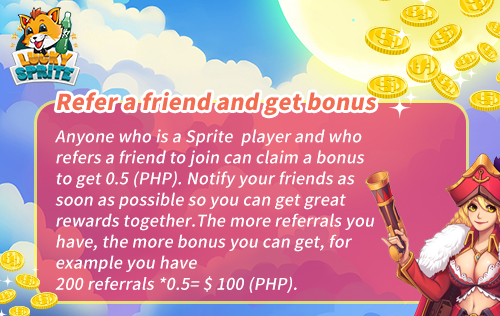 LUCKY
SPRITE
Refer a friend and get bonus
Anyone who is a Sprite player and who
refers a friend to join can claim a bonus
to get 0.5 (PHP). Notify your friends as
soon as possible so you can get great
rewards together.The more referrals you
have, the more bonus you can get, for
example you have
200 referrals *0.5= $ 100 (PHP).